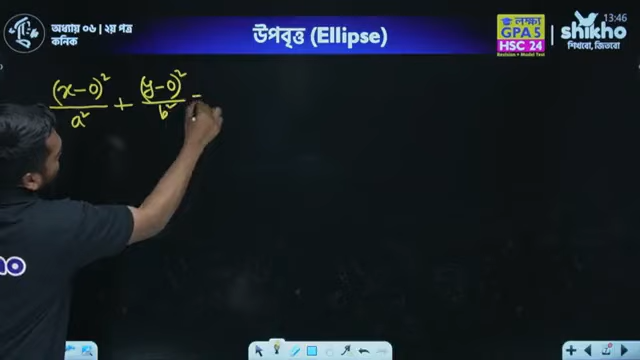 অধ্যায় ০৬ | ২য় পত্র
কনিক
উপবৃত্ত (Ellipse)
লক্ষ্য
GPA 5
HSC 24
Revision + Model Test
13:46
shikho
শিখবো, জিতবো
(x-0)²/a² + (y-0)²/b² =